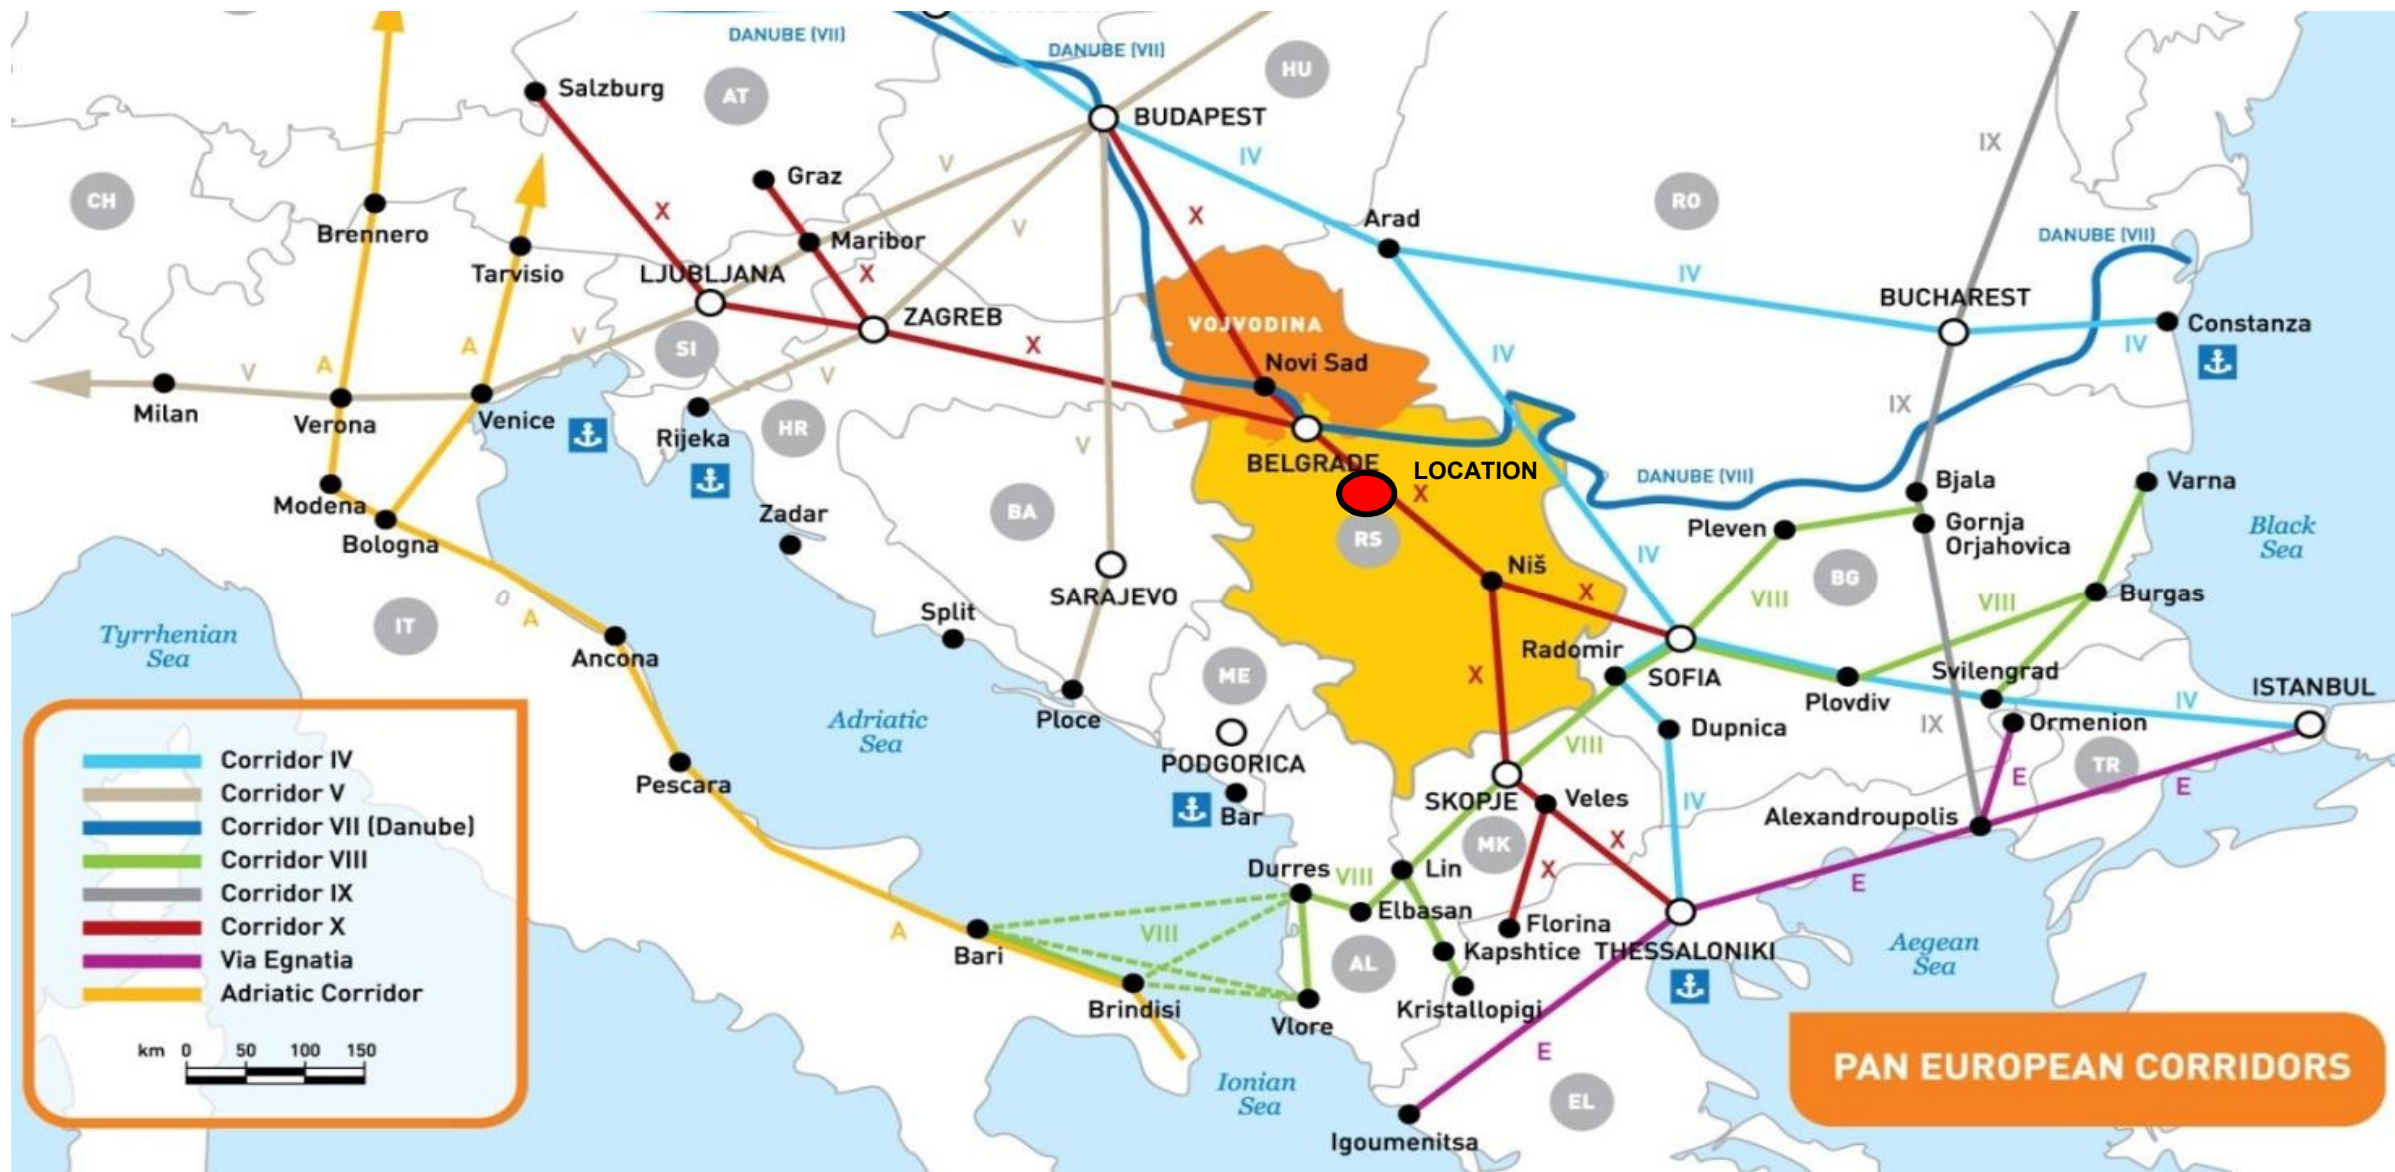 DANUBE (VII)
DANUBE (VII)
HU
Salzburg
AT
BUDAPEST
IX
IV
V
Graz
CH
RO
X
X
Arad
Brennero
V
Maribor
DANUBE (VII)
Tarvisio
LJUBLJANA
X
IV
BUCHAREST
ZAGREB
VOJVODINA
Constanza
V
SI
A
X
IV
IV
A
V
V
Novi Sad
Milan
Verona
Venice
Rijeka
HR
IX
V
BELGRADE
LOCATION
X
DANUBE (VII)
Bjala
Varna
Modena
Zadar
BA
Pleven
Gornja
Orjahovica
Black
Sea
Bologna
RS
IV
Niš
X
BG
SARAJEVO
VIII
VIII
Burgas
Tyrrhenian
Sea
IT
A
Split
Ancona
Radomir
X
ME
SOFIA
Svilengrad
Plovdiv
ISTANBUL
IV
Adriatic
Sea
Ploce
Dupnica
IX
Ormenion
VIII
PODGORICA
TR
Pescara
E
E
SKOPJE
Veles
IV
Bar
Alexandroupolis
MK
X
X
Durres
VIII
Lin
E
Elbasan
A
VIII
Florina
Bari
AL
Kapshtice
THESSALONIKI
Aegean
Sea
Brindisi
Vlore
Kristallopigi
E
Ionian
Sea
EL
Igoumenitsa
Corridor IV
Corridor V
Corridor VII (Danube)
Corridor VIII
Corridor IX
Corridor X
Via Egnatia
Adriatic Corridor
km 0 50 100 150
PAN EUROPEAN CORRIDORS